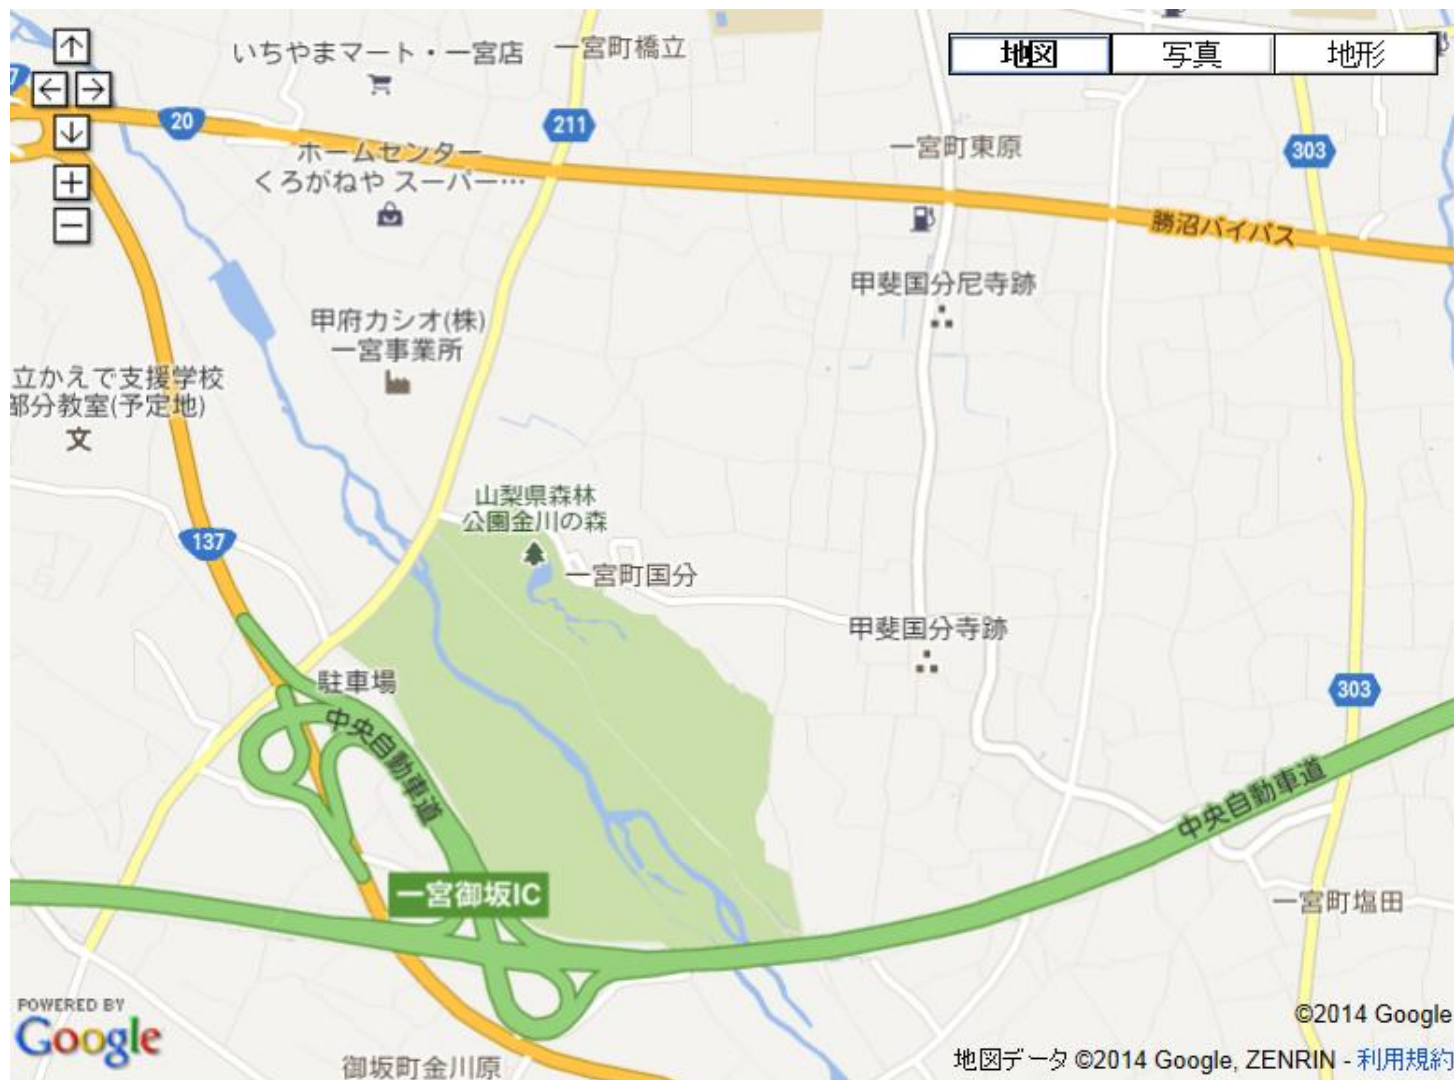 いちやまマート・一宮店
一宮町橋立
地図
写真
地形
7
20
211
一宮町東原
303
ホームセンター
くろがねや スーパー…
勝沼バイパス
甲斐国分尼寺跡
甲府カシオ(株)
一宮事業所
立かえで支援学校
部分教室(予定地)
文
山梨県森林
公園金川の森
137
一宮町国分
甲斐国分寺跡
駐車場
303
中央自動車道
中央自動車道
一宮御坂IC
一宮町塩田
POWERED BY
Google
©2014 Google
御坂町金川原
地図データ ©2014 Google, ZENRIN - 利用規約